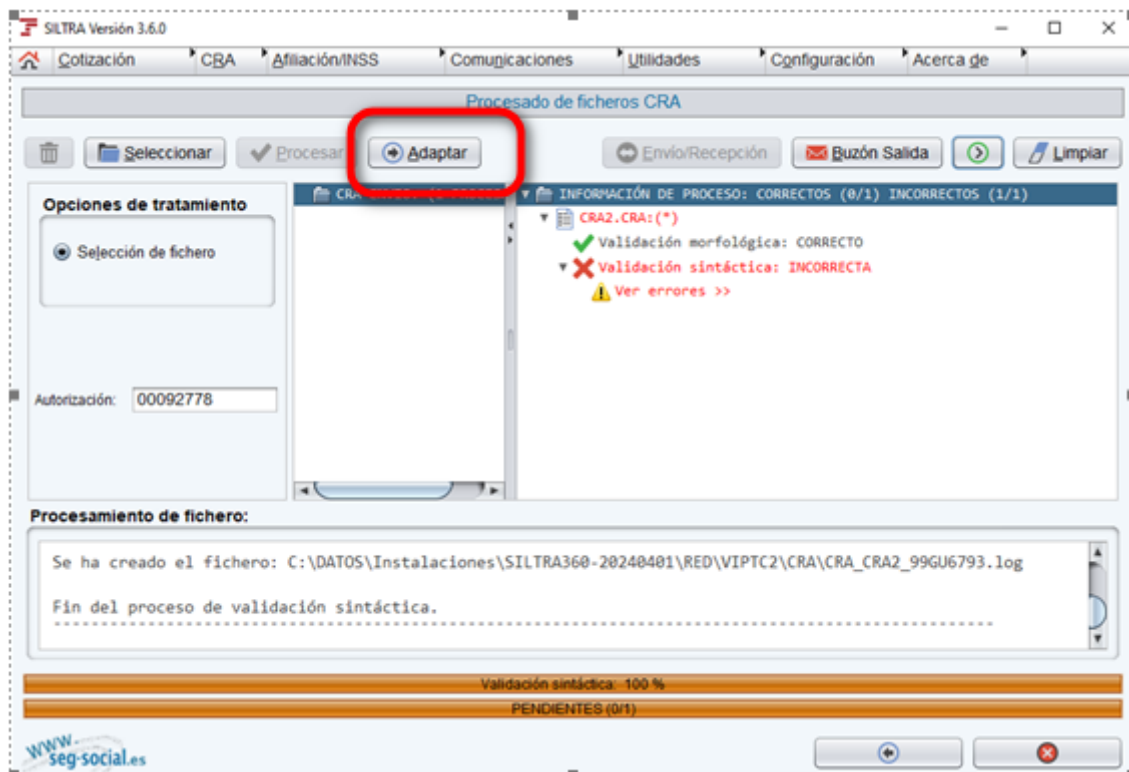 SILTRA Versión 3.6.0
Cotización CRA Afiliación/INSS Comunicaciones Utilidades Configuración Acerca de
Procesado de ficheros CRA
Seleccionar Procesar Adaptar Envío/Recepción Buzón Salida Limpiar
Opciones de tratamiento
Selección de fichero
Autorización: 00092778
CRA
INFORMACIÓN DE PROCESO: CORRECTOS (0/1) INCORRECTOS (1/1)
CRA2.CRA:(*)
Validación morfológica: CORRECTO
Validación sintáctica: INCORRECTA
Ver errores >>
Procesamiento de fichero:
Se ha creado el fichero: C:\DATOS\Instalaciones\SILTRA360-20240401\RED\VIPTC2\CRA\CRA_CRA2_99GU6793.log
Fin del proceso de validación sintáctica.
--------------------------------------------------------------------------------------------
Validación sintáctica: 100 %
PENDIENTES (0/1)
www.
seg-social.es